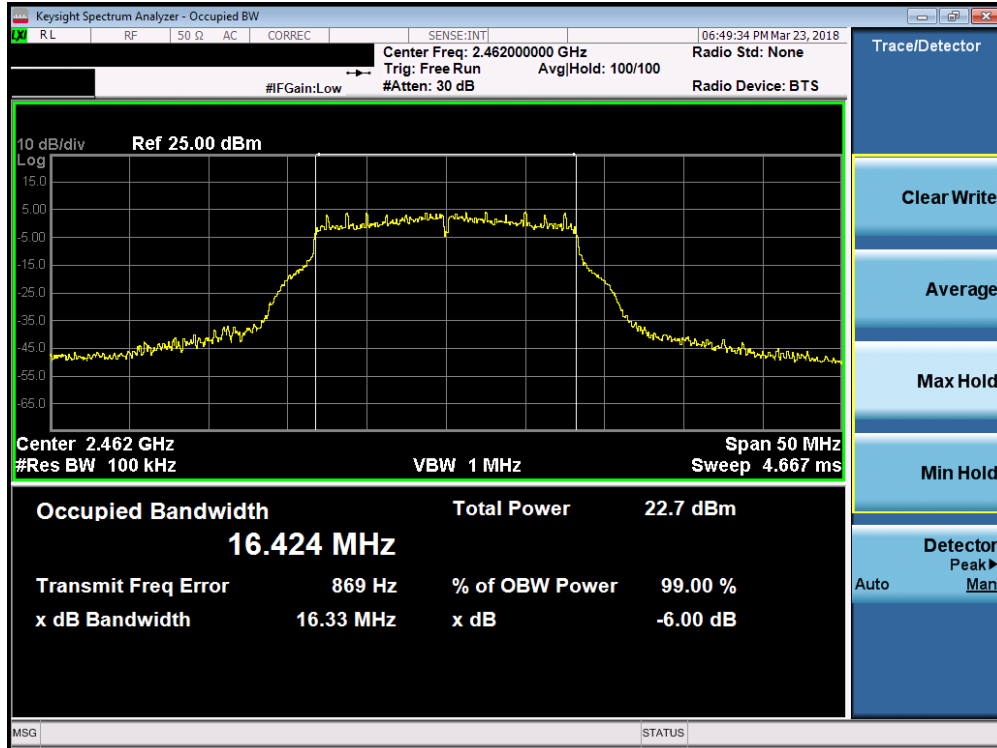 Keysight Spectrum Analyzer - Occupied BW
LXI RL RF 50 Ω AC CORREC SENSE:INT 06:49:34 PM Mar 23, 2018
Center Freq: 2.462000000 GHz Radio Std: None
Trig: Free Run Avg|Hold: 100/100
#IFGain:Low #Atten: 30 dB Radio Device: BTS
Trace/Detector
10 dB/div Ref 25.00 dBm
Log
15.0
5.00
-5.00
-15.0
-25.0
-35.0
-45.0
-55.0
-65.0
Center 2.462 GHz Span 50 MHz
#Res BW 100 kHz VBW 1 MHz Sweep 4.667 ms
Occupied Bandwidth Total Power 22.7 dBm
16.424 MHz
Transmit Freq Error 869 Hz % of OBW Power 99.00 %
x dB Bandwidth 16.33 MHz x dB -6.00 dB
Clear Write
Average
Max Hold
Min Hold
Detector
Peak▶
Auto Man
MSG STATUS